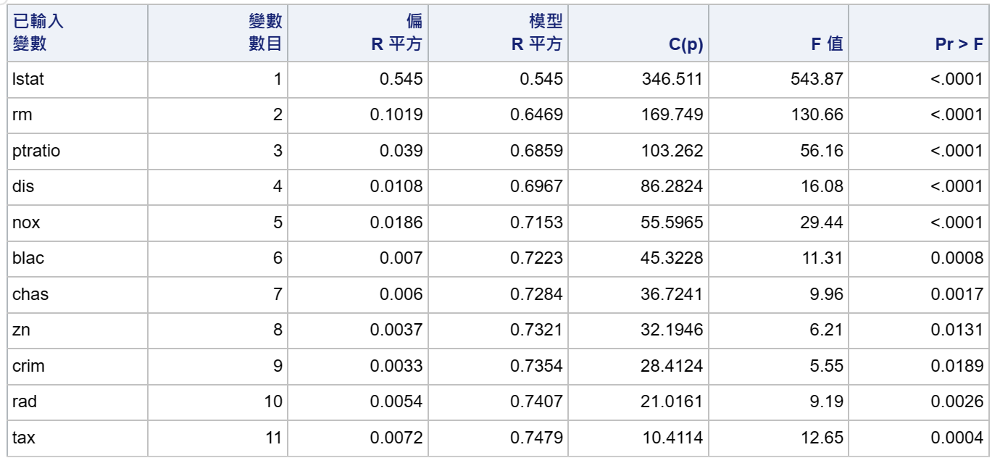 已輸入 變數 偏 模型
變數 數目 R 平方 R 平方 C(p) F 值 Pr > F
lstat 1 0.545 0.545 346.511 543.87 <.0001
rm 2 0.1019 0.6469 169.749 130.66 <.0001
ptratio 3 0.039 0.6859 103.262 56.16 <.0001
dis 4 0.0108 0.6967 86.2824 16.08 <.0001
nox 5 0.0186 0.7153 55.5965 29.44 <.0001
blac 6 0.007 0.7223 45.3228 11.31 0.0008
chas 7 0.006 0.7284 36.7241 9.96 0.0017
zn 8 0.0037 0.7321 32.1946 6.21 0.0131
crim 9 0.0033 0.7354 28.4124 5.55 0.0189
rad 10 0.0054 0.7407 21.0161 9.19 0.0026
tax 11 0.0072 0.7479 10.4114 12.65 0.0004